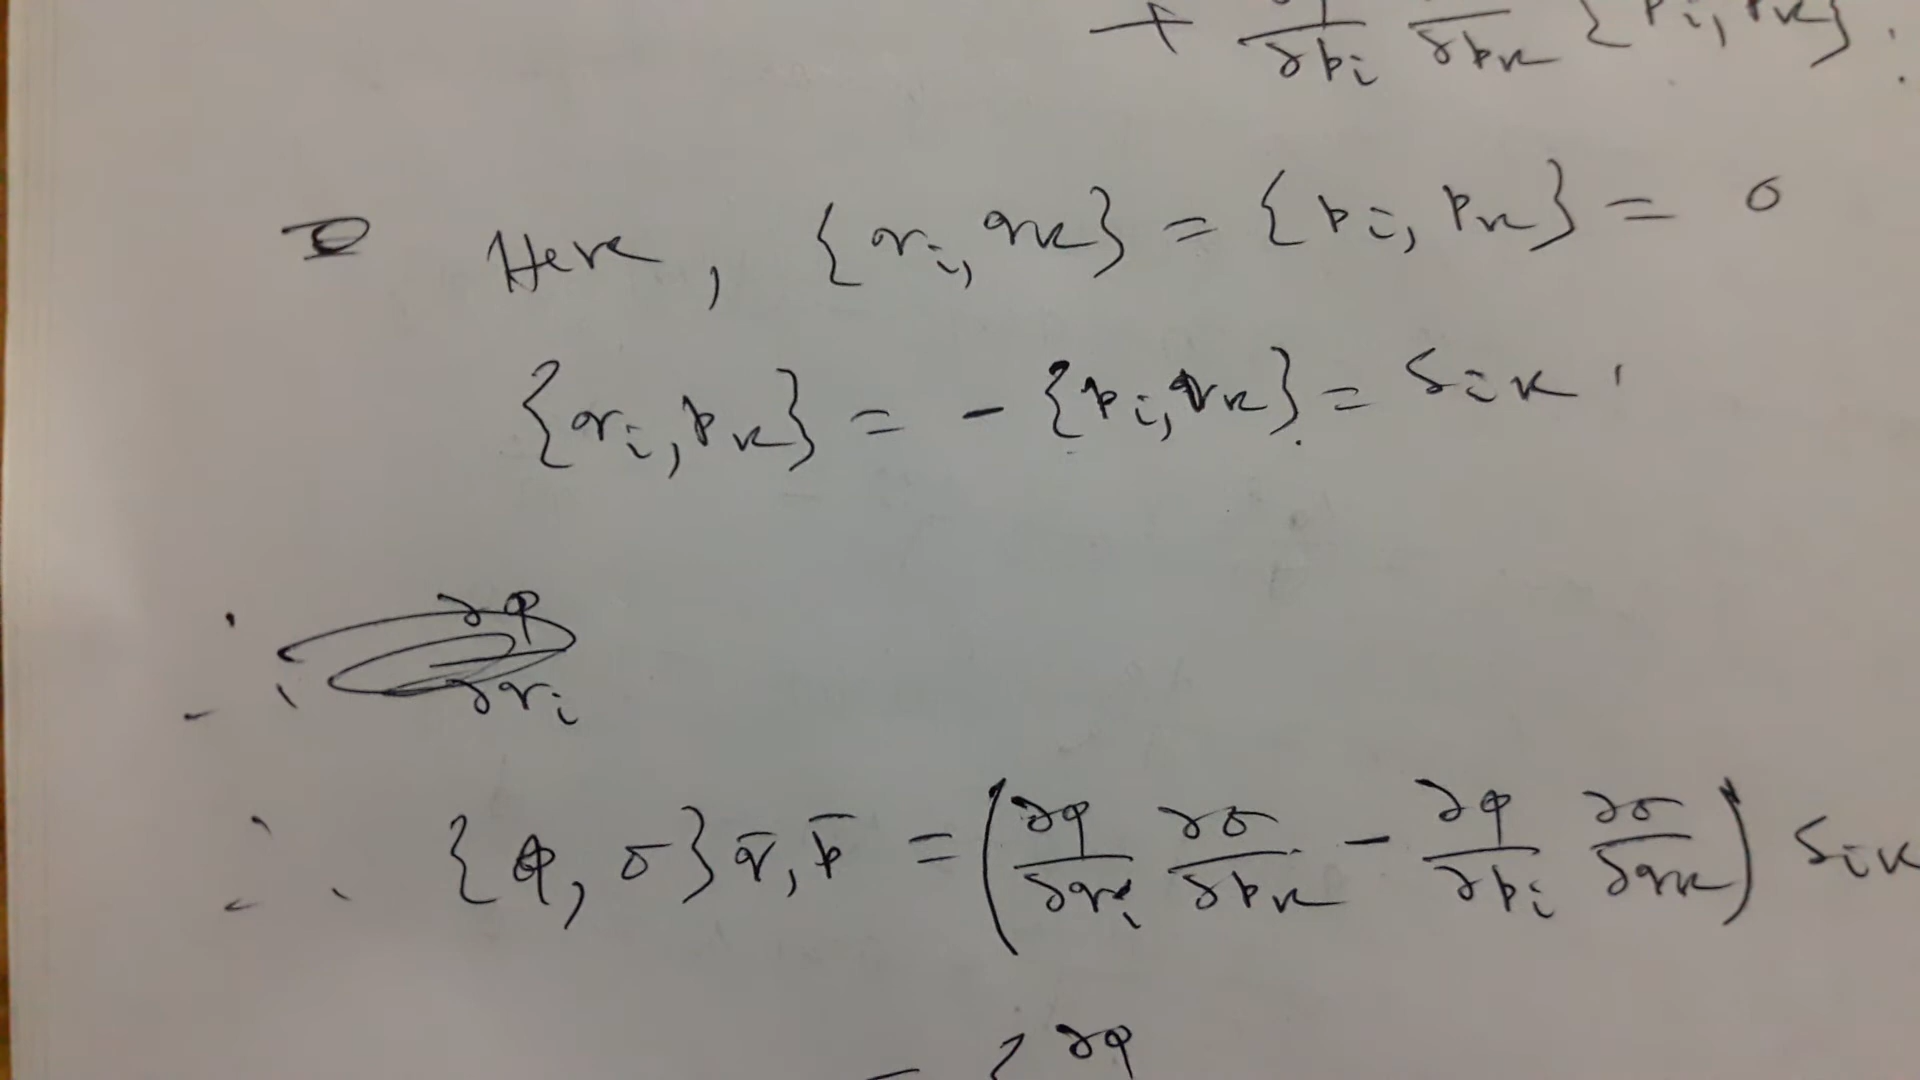 + ∂φ/∂p_i ∂σ/∂p_k {p_i, p_k}.
Here, {q_i, q_k} = {p_i, p_k} = 0
{q_i, p_k} = - {p_i, q_k} = δ_ik.
∴ ∂φ/∂q_i
∴ {φ, σ} q̄, p̄ = (∂φ/∂q_i ∂σ/∂p_k - ∂φ/∂p_i ∂σ/∂q_k) δ_ik
= { ∂φ